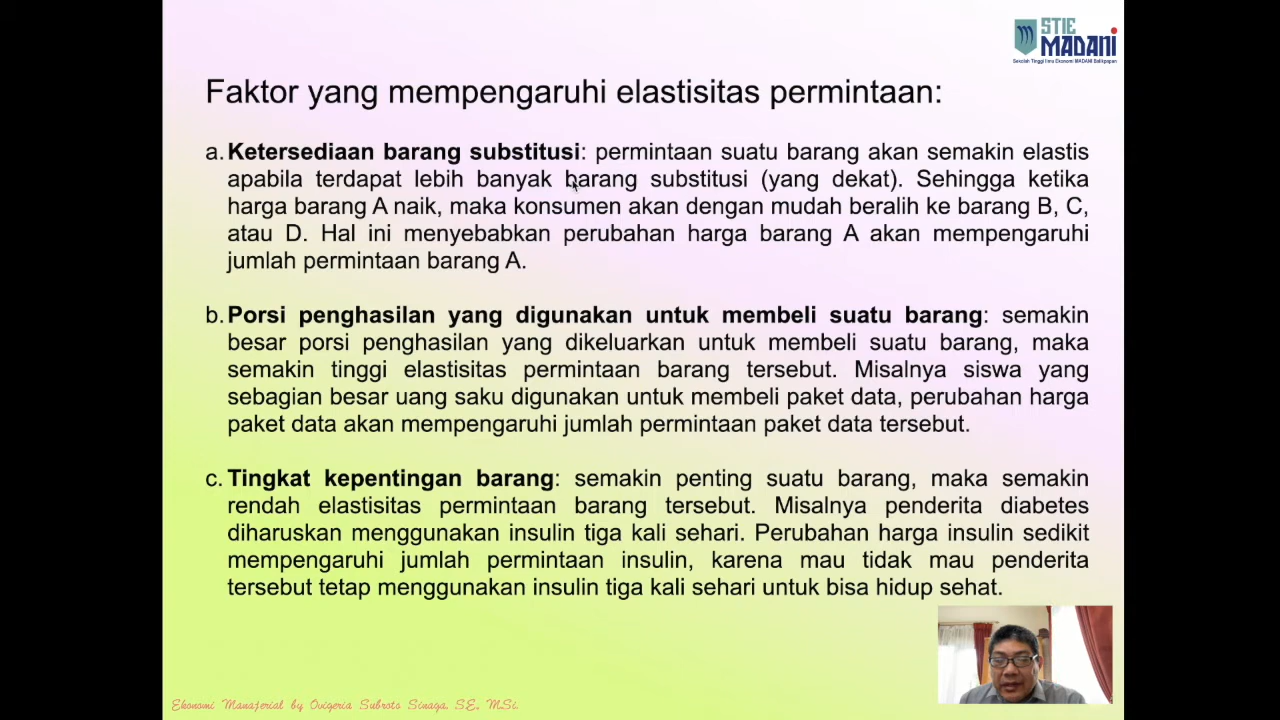 STIE
MADANI
Sekolah Tinggi Ilmu Ekonomi MADANI Balikpapan
Faktor yang mempengaruhi elastisitas permintaan:
a. Ketersediaan barang substitusi: permintaan suatu barang akan semakin elastis
apabila terdapat lebih banyak barang substitusi (yang dekat). Sehingga ketika
harga barang A naik, maka konsumen akan dengan mudah beralih ke barang B, C,
atau D. Hal ini menyebabkan perubahan harga barang A akan mempengaruhi
jumlah permintaan barang A.
b. Porsi penghasilan yang digunakan untuk membeli suatu barang: semakin
besar porsi penghasilan yang dikeluarkan untuk membeli suatu barang, maka
semakin tinggi elastisitas permintaan barang tersebut. Misalnya siswa yang
sebagian besar uang saku digunakan untuk membeli paket data, perubahan harga
paket data akan mempengaruhi jumlah permintaan paket data tersebut.
c. Tingkat kepentingan barang: semakin penting suatu barang, maka semakin
rendah elastisitas permintaan barang tersebut. Misalnya penderita diabetes
diharuskan menggunakan insulin tiga kali sehari. Perubahan harga insulin sedikit
mempengaruhi jumlah permintaan insulin, karena mau tidak mau penderita
tersebut tetap menggunakan insulin tiga kali sehari untuk bisa hidup sehat.
Ekonomi Manajerial by Ovigeria Subroto Sinaga, SE., MSi.